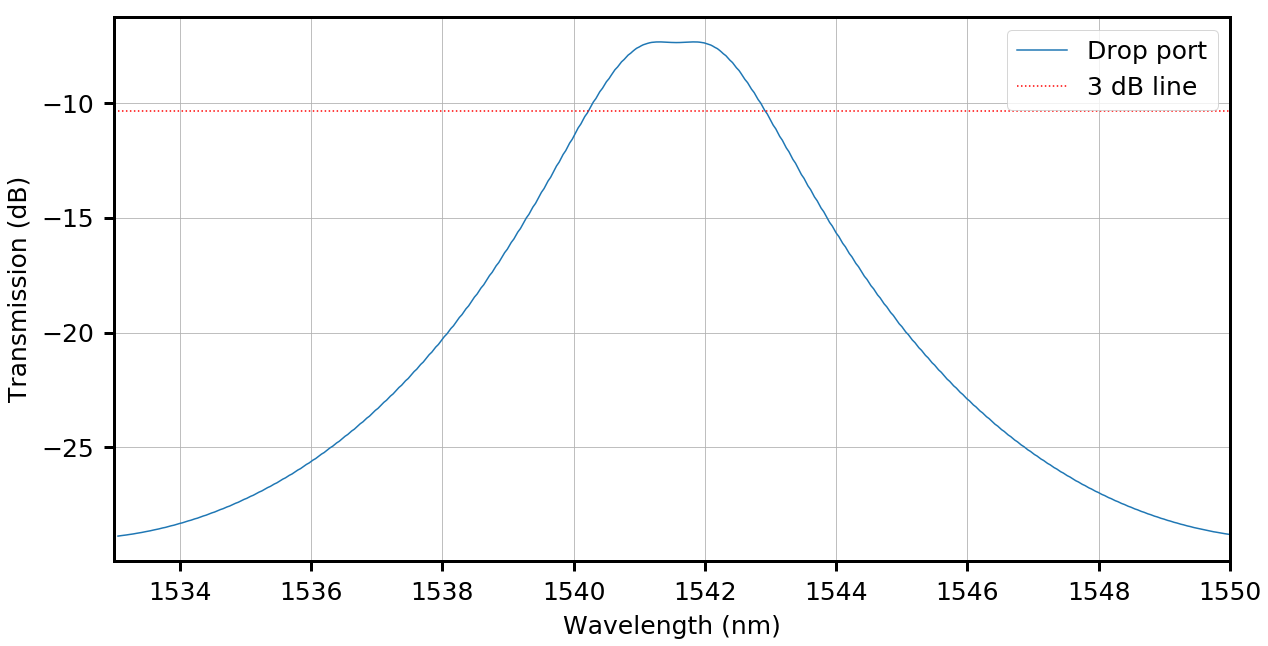 Drop port
3 dB line
Transmission (dB)
−10
−15
−20
−25
1534 1536 1538 1540 1542 1544 1546 1548 1550
Wavelength (nm)